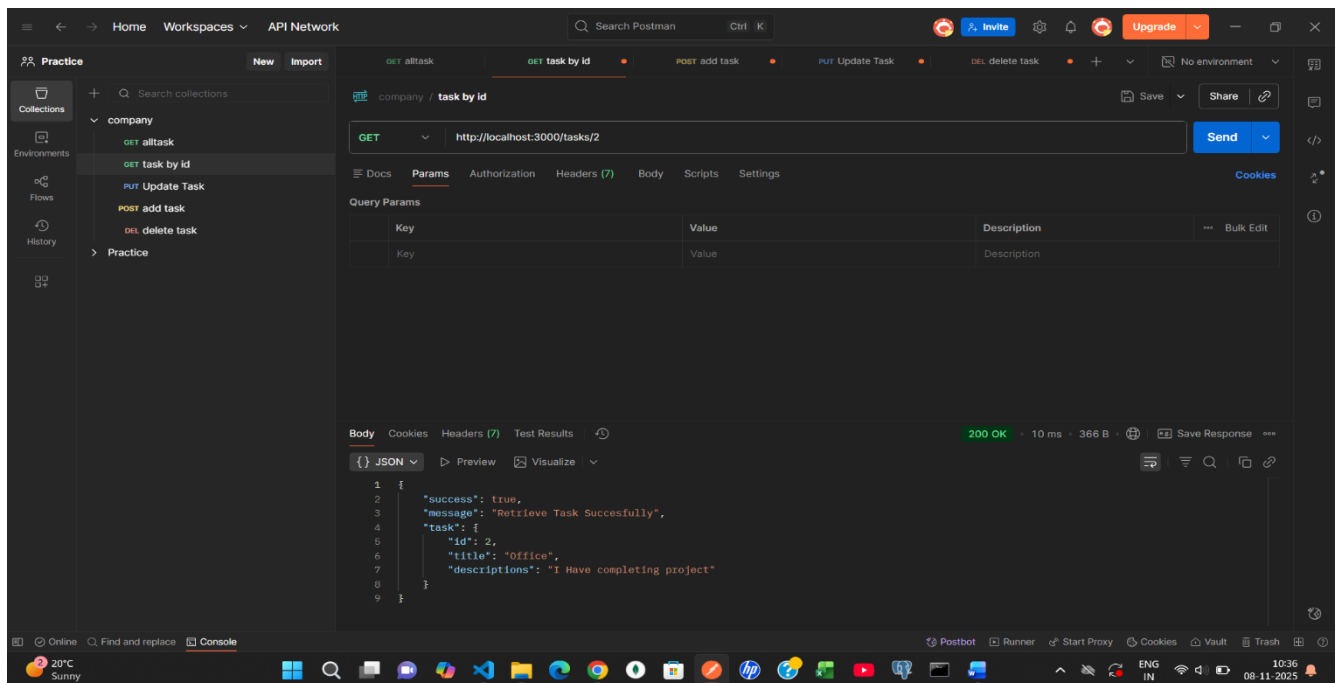 Home Workspaces API Network Search Postman Ctrl K Invite Upgrade
Practice New Import GET alltask GET task by id POST add task PUT Update Task DEL delete task No environment
Collections Search collections company / task by id Save Share
company
GET alltask GET http://localhost:3000/tasks/2 Send
Environments
GET task by id
PUT Update Task Docs Params Authorization Headers (7) Body Scripts Settings Cookies
Flows
POST add task Query Params
DEL delete task Key Value Description Bulk Edit
History
Practice Key Value Description
Body Cookies Headers (7) Test Results 200 OK 10 ms 366 B Save Response
{} JSON Preview Visualize
1 {
2 "success": true,
3 "message": "Retrieve Task Succesfully",
4 "task": {
5 "id": 2,
6 "title": "Office",
7 "descriptions": "I Have completing project"
8 }
9 }
Online Find and replace Console Postbot Runner Start Proxy Cookies Vault Trash
2 20°C Sunny ENG IN 10:36 08-11-2025